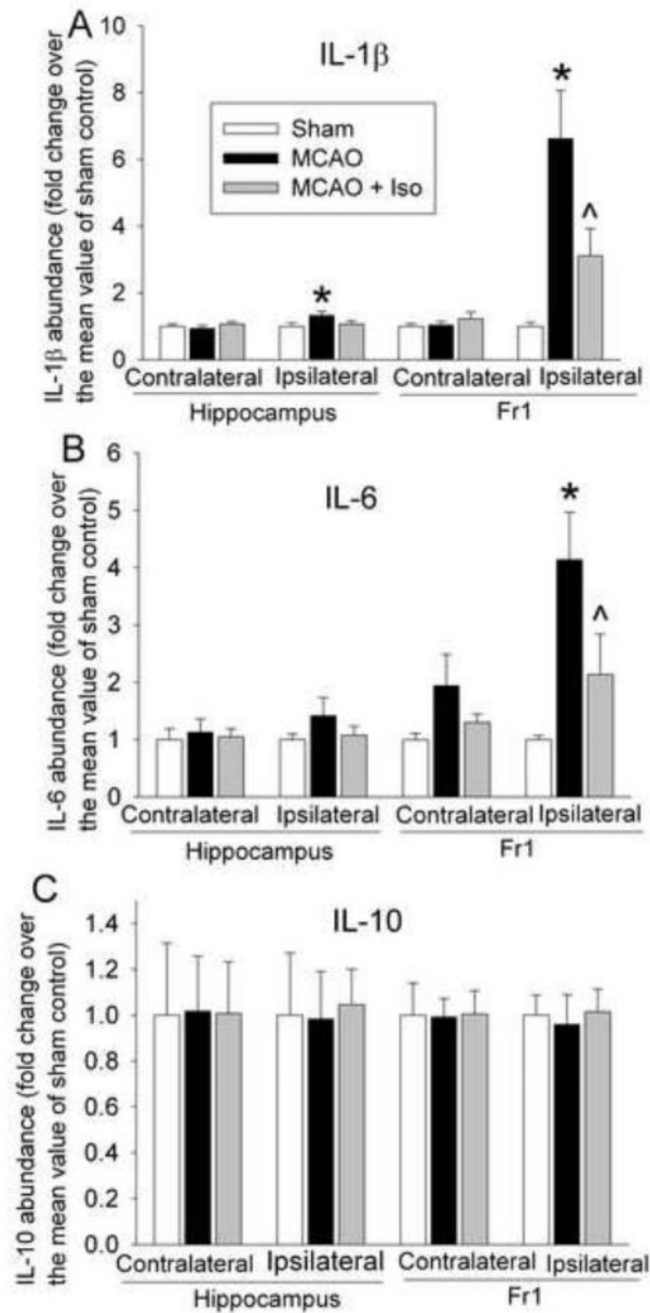 A
IL-1β
IL-1β abundance (fold change over
the mean value of sham control)
10
8
6
4
2
0
Sham
MCAO
MCAO + Iso
*
*
^
Contralateral Ipsilateral Contralateral Ipsilateral
Hippocampus Fr1
B
IL-6
IL-6 abundance (fold change over
the mean value of sham control)
6
5
4
3
2
1
0
*
^
Contralateral Ipsilateral Contralateral Ipsilateral
Hippocampus Fr1
C
IL-10
IL-10 abundance (fold change over
the mean value of sham control)
1.4
1.2
1.0
0.8
0.6
0.4
0.2
0.0
Contralateral Ipsilateral Contralateral Ipsilateral
Hippocampus Fr1